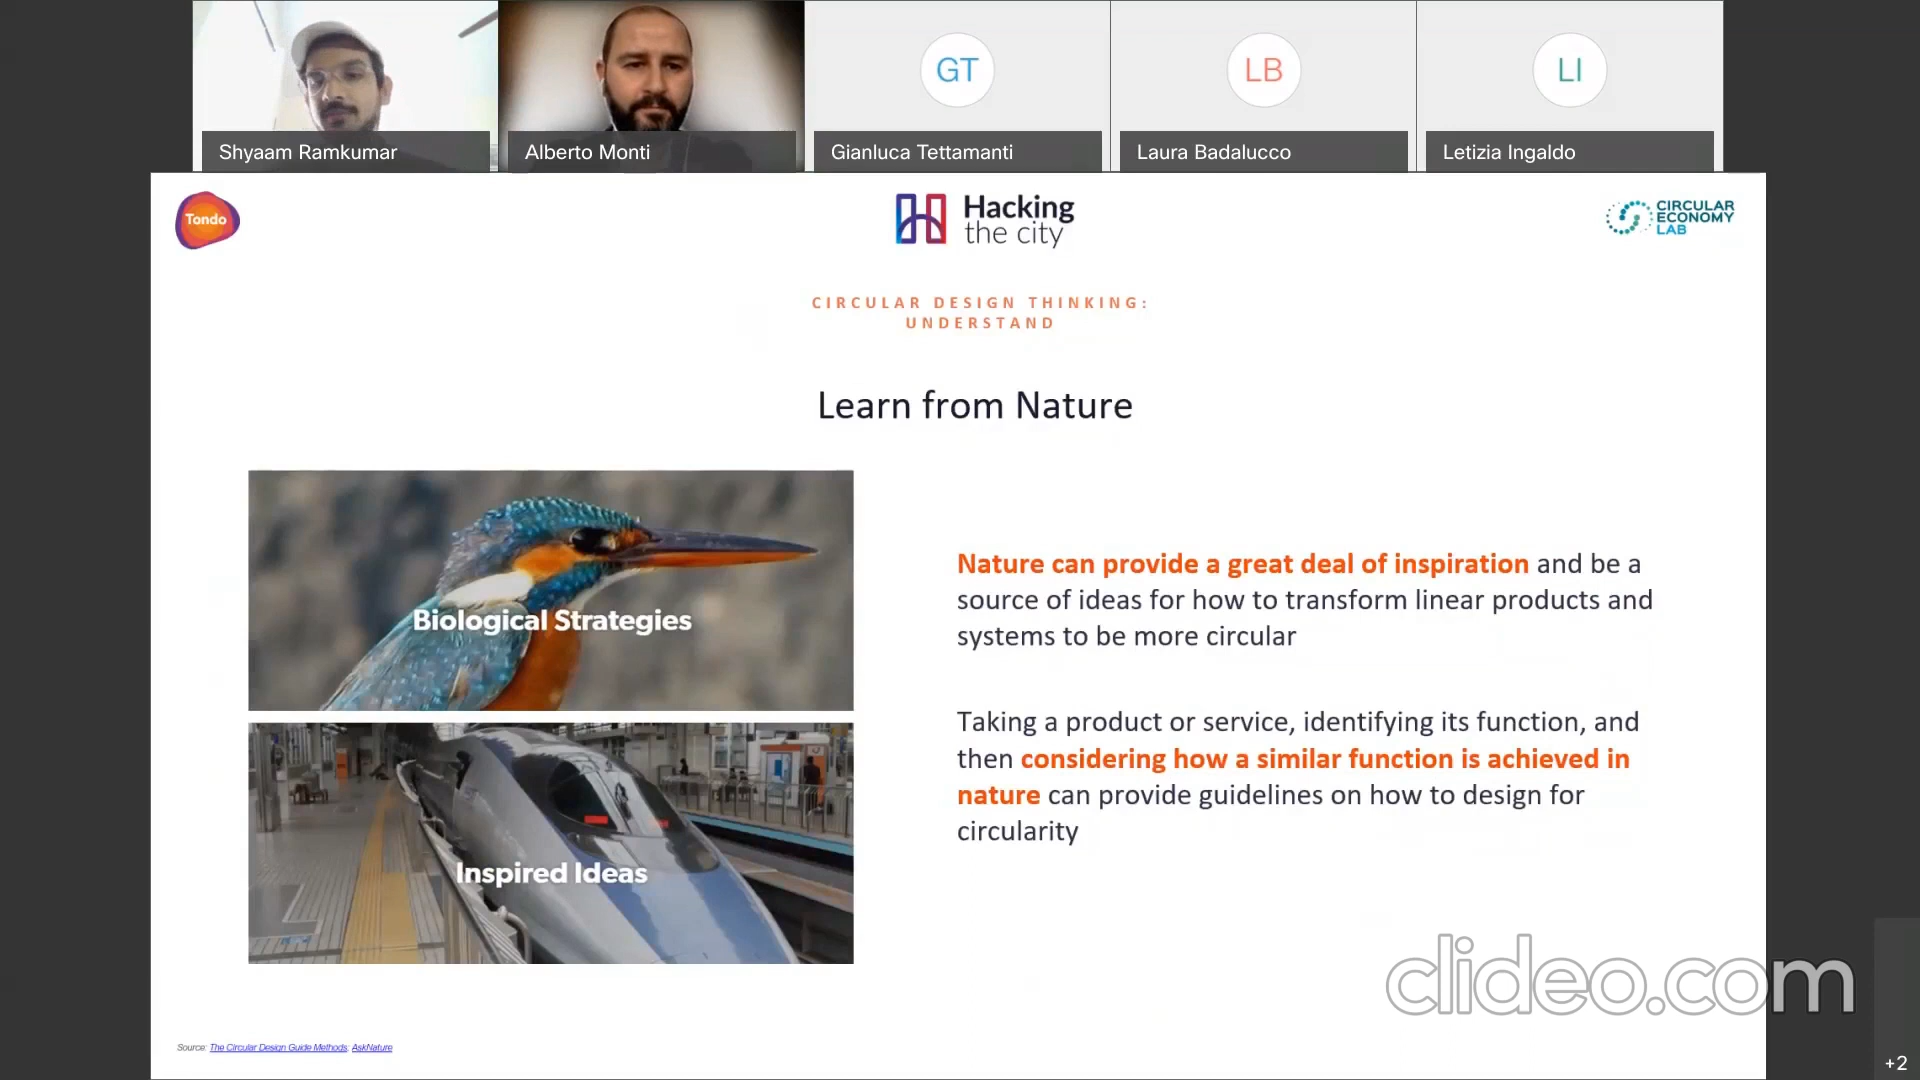 GT
LB
LI
Shyaam Ramkumar
Alberto Monti
Gianluca Tettamanti
Laura Badalucco
Letizia Ingaldo
Tondo
Hacking
the city
CIRCULAR
ECONOMY
LAB
CIRCULAR DESIGN THINKING:
UNDERSTAND
Learn from Nature
Biological Strategies
Inspired Ideas
Nature can provide a great deal of inspiration and be a
source of ideas for how to transform linear products and
systems to be more circular
Taking a product or service, identifying its function, and
then considering how a similar function is achieved in
nature can provide guidelines on how to design for
circularity
clideo.com
Source: The Circular Design Guide Methods; AskNature
+2